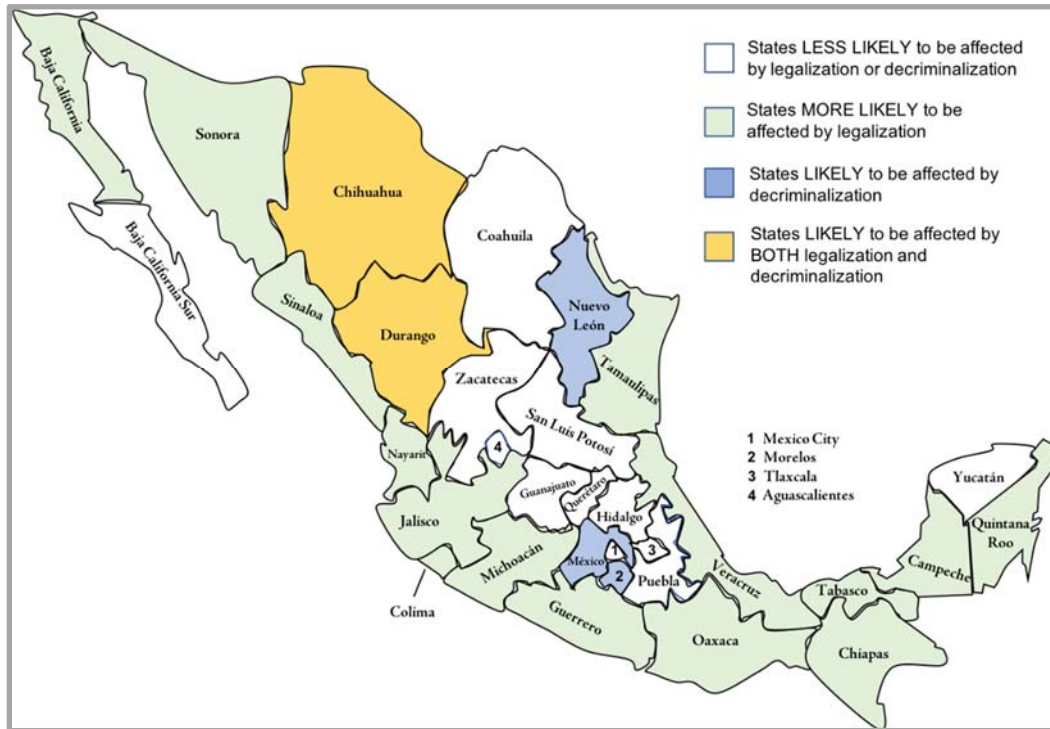 States LESS LIKELY to be affected
by legalization or decriminalization
States MORE LIKELY to be
affected by legalization
States LIKELY to be affected by
decriminalization
States LIKELY to be affected by
BOTH legalization and
decriminalization
Baja California
Sonora
Chihuahua
Coahuila
Baja California Sur
Sinaloa
Durango
Nuevo
León
Tamaulipas
Zacatecas
San Luis Potosí
4
Nayarit
Guanajuato
Querétaro
Hidalgo
Jalisco
Michoacán
México
1
3
2
Puebla
Veracruz
Colima
Guerrero
Oaxaca
Tabasco
Chiapas
Campeche
Yucatán
Quintana
Roo
1 Mexico City
2 Morelos
3 Tlaxcala
4 Aguascalientes